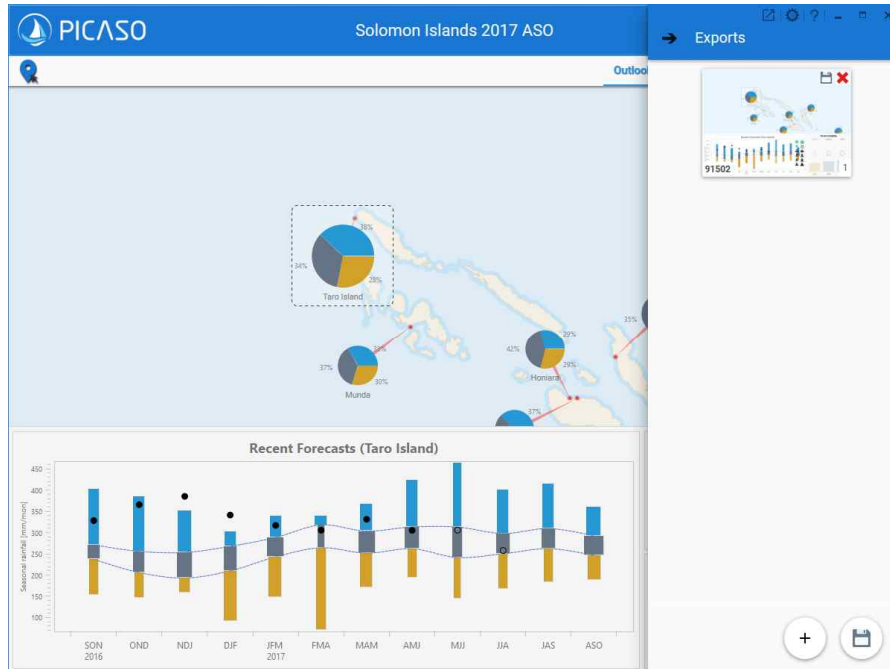 PICASO
Solomon Islands 2017 ASO
?
Exports
Outlook
91502
1
38%
34%
28%
Taro Island
37%
30%
Munda
29%
42%
29%
Honiara
35%
37%
Recent Forecasts (Taro Island)
Seasonal rainfall [mm/mon]
450
400
350
300
250
200
150
100
SON
2016
OND
NDJ
DJF
JFM
2017
FMA
MAM
AMJ
MJJ
JJA
JAS
ASO